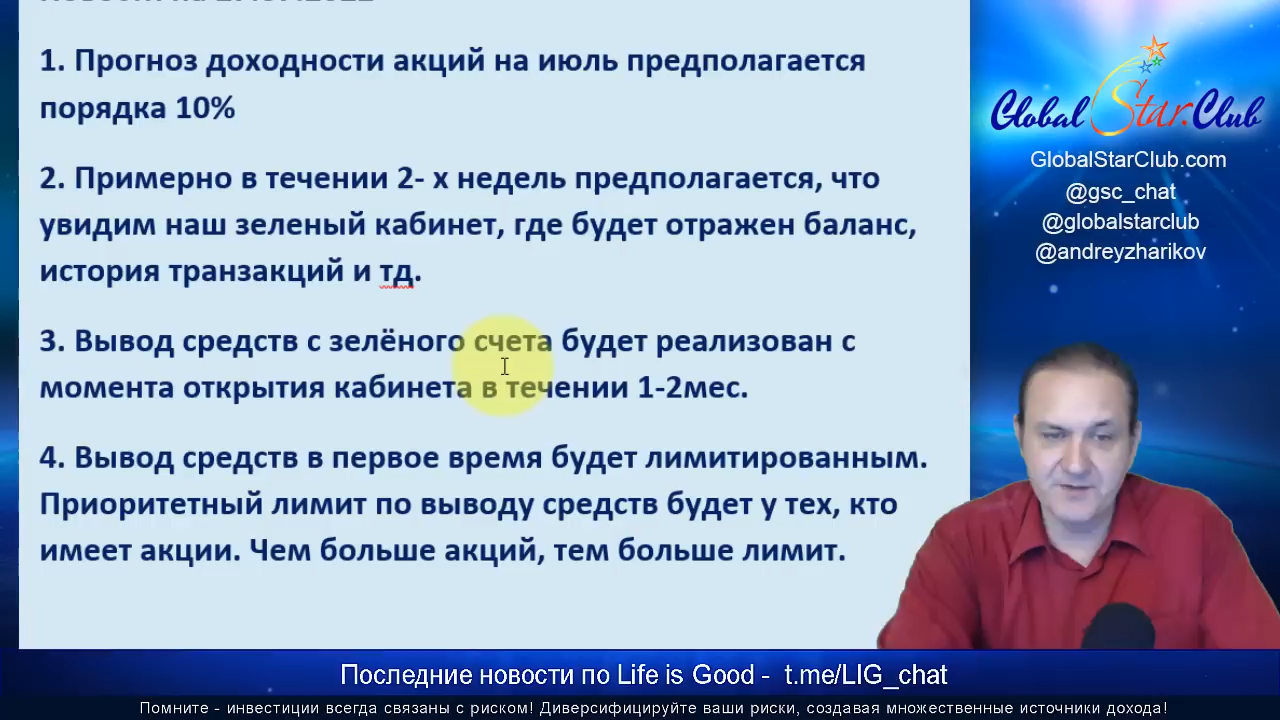 1. Прогноз доходности акций на июль предполагается
порядка 10%
2. Примерно в течении 2- х недель предполагается, что
увидим наш зеленый кабинет, где будет отражен баланс,
история транзакций и тд.
3. Вывод средств с зелёного счета будет реализован с
момента открытия кабинета в течении 1-2мес.
4. Вывод средств в первое время будет лимитированным.
Приоритетный лимит по выводу средств будет у тех, кто
имеет акции. Чем больше акций, тем больше лимит.
Global Star.Club
GlobalStarClub.com
@gsc_chat
@globalstarclub
@andreyzharikov
Последние новости по Life is Good - t.me/LIG_chat
Помните - инвестиции всегда связаны с риском! Диверсифицируйте ваши риски, создавая множественные источники дохода!